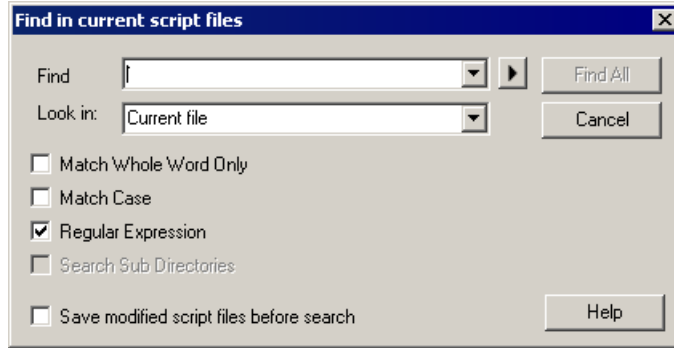 Find in current script files
Find
Find All
Look in:
Current file
Cancel
Match Whole Word Only
Match Case
Regular Expression
Search Sub Directories
Save modified script files before search
Help